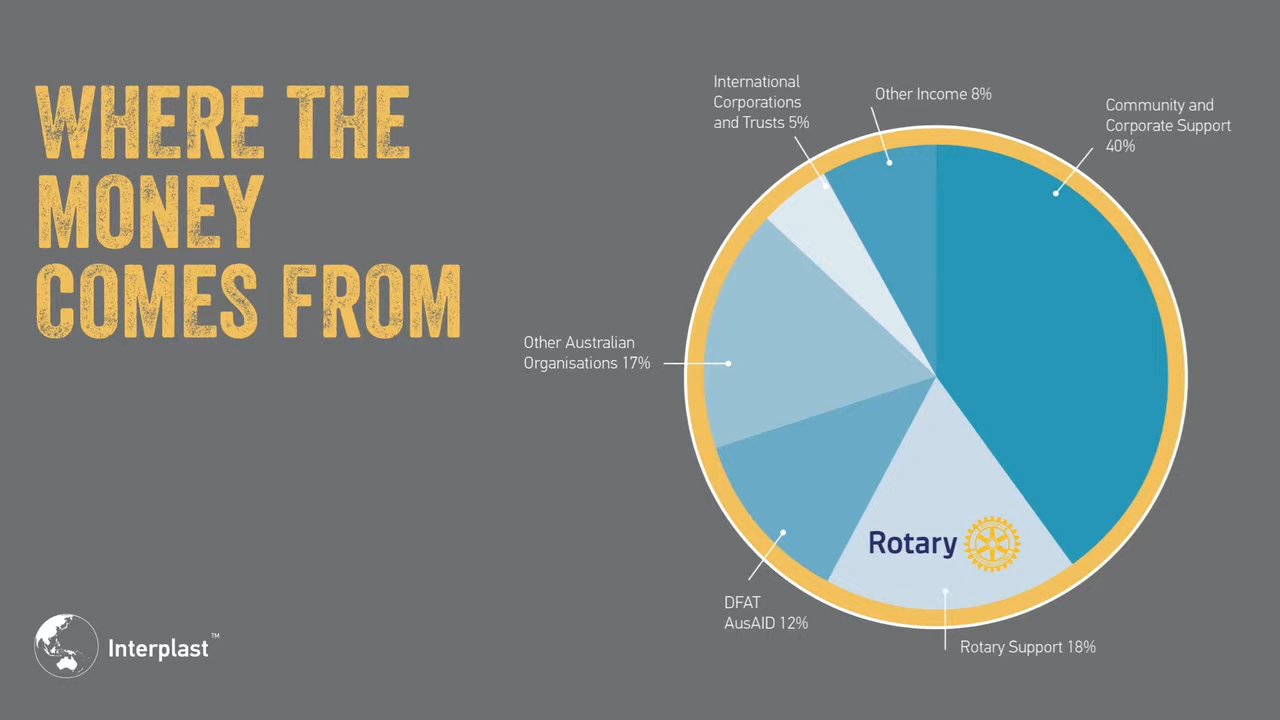 WHERE THE
MONEY
COMES FROM
International
Corporations
and Trusts 5%
Other Income 8%
Community and
Corporate Support
40%
Other Australian
Organisations 17%
Rotary
DFAT
AusAID 12%
Rotary Support 18%
Interplast™